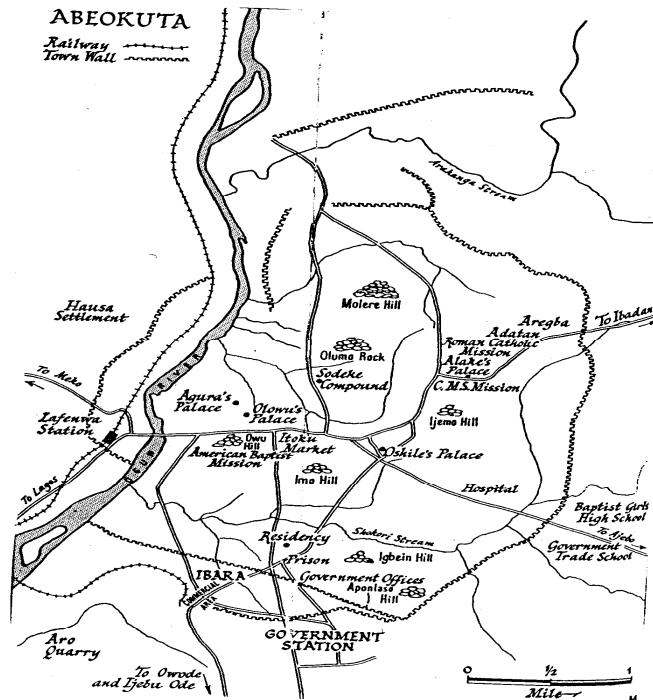 ABEOKUTA
Railway
Town Wall
Arakanga Stream
Molere Hill
Hausa
Settlement
Aregba
To Ibadan
Adatan
Roman Catholic
Mission
Alake's
Palace
Olumo Rock
Sodeke
Compound
C.M.S. Mission
To Meko
RIVER
Agura's
Palace
Olowu's
Palace
Ijemo Hill
Lafenwa
Station
Owu
Hill
Itoku
Market
American Baptist
Mission
Oshile's Palace
OGUN
Imo Hill
To Lagos
Hospital
Baptist Girls
High School
Shokori Stream
To Ijebu
Government
Trade School
Residency
Igbein Hill
Prison
IBARA
Government Offices
Aponlase
Hill
COMMERCIAL
AREA
GOVERNMENT
STATION
Aro
Quarry
To Owode
and Ijebu Ode
0 1/2 1
Mile
M